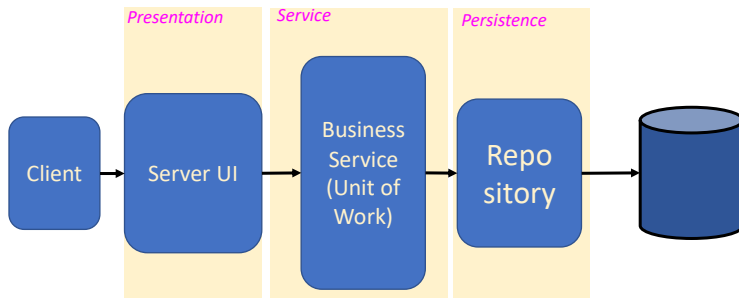 Presentation
Service
Persistence
Client
Server UI
Business
Service
(Unit of
Work)
Repo
sitory